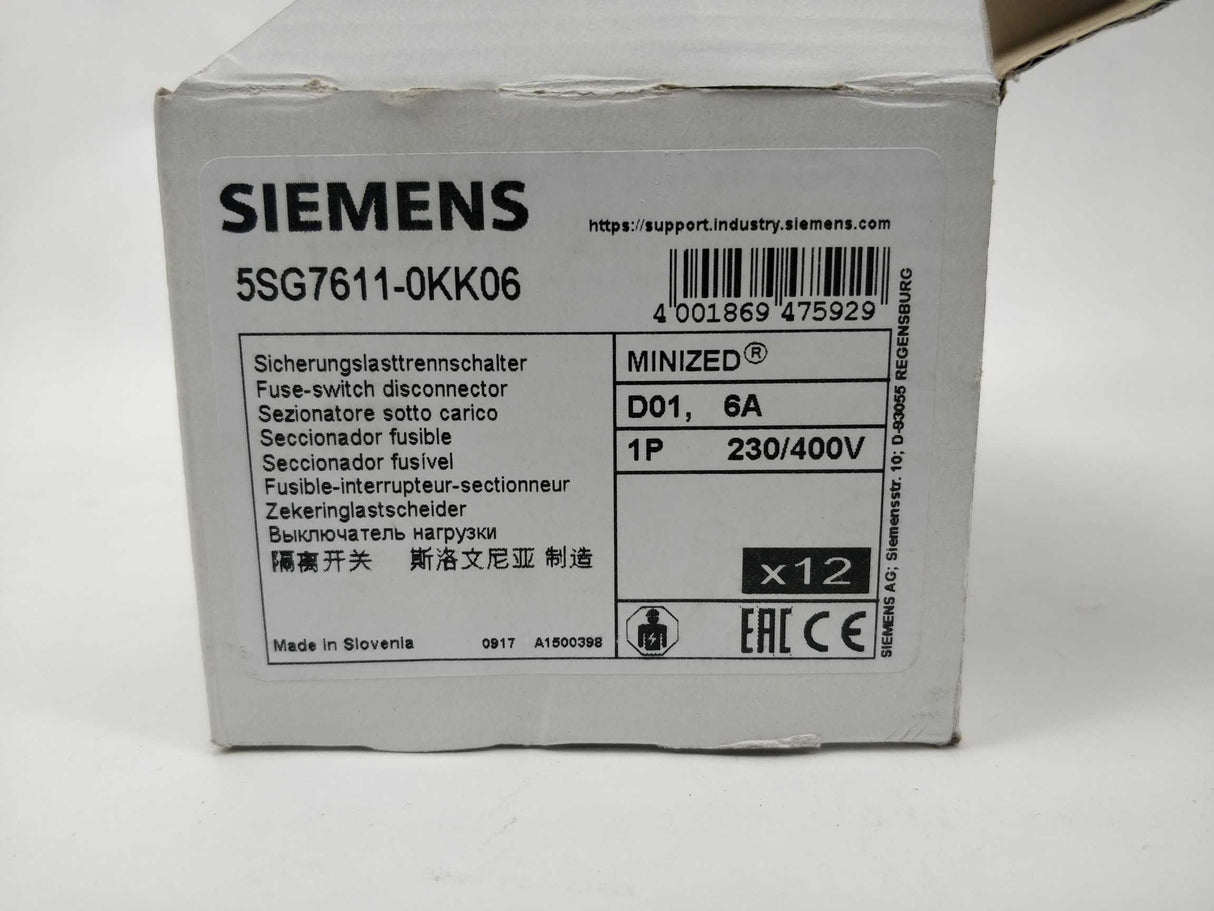 SIEMENS
https://support.industry.siemens.com
5SG7611-0KK06
4 001869 475929
Sicherungslasttrennschalter
Fuse-switch disconnector
Sezionatore sotto carico
Seccionador fusible
Seccionador fusível
Fusible-interrupteur-sectionneur
Zekeringlastscheider
Выключатель нагрузки
隔离开关 斯洛文尼亚 制造
Made in Slovenia 0917 A1500398
MINIZED®
D01, 6A
1P 230/400V
x12
EAC CE
SIEMENS AG; Siemensstr. 10; D-93055 REGENSBURG